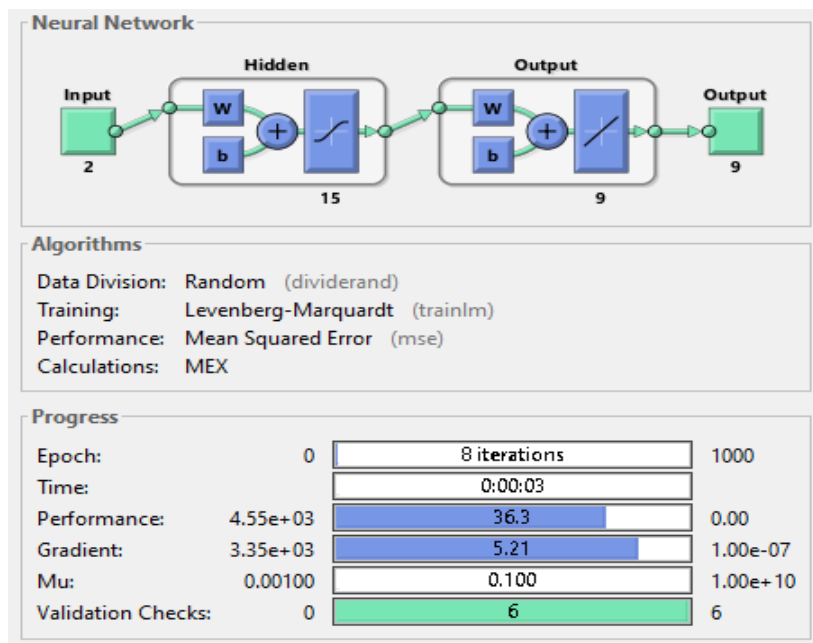 Neural Network
Hidden Output
Input Output
W W
b b
+ +
2 15 9 9
Algorithms
Data Division: Random (dividerand)
Training: Levenberg-Marquardt (trainlm)
Performance: Mean Squared Error (mse)
Calculations: MEX
Progress
Epoch: 0 8 iterations 1000
Time: 0:00:03
Performance: 4.55e+03 36.3 0.00
Gradient: 3.35e+03 5.21 1.00e-07
Mu: 0.00100 0.100 1.00e+10
Validation Checks: 0 6 6